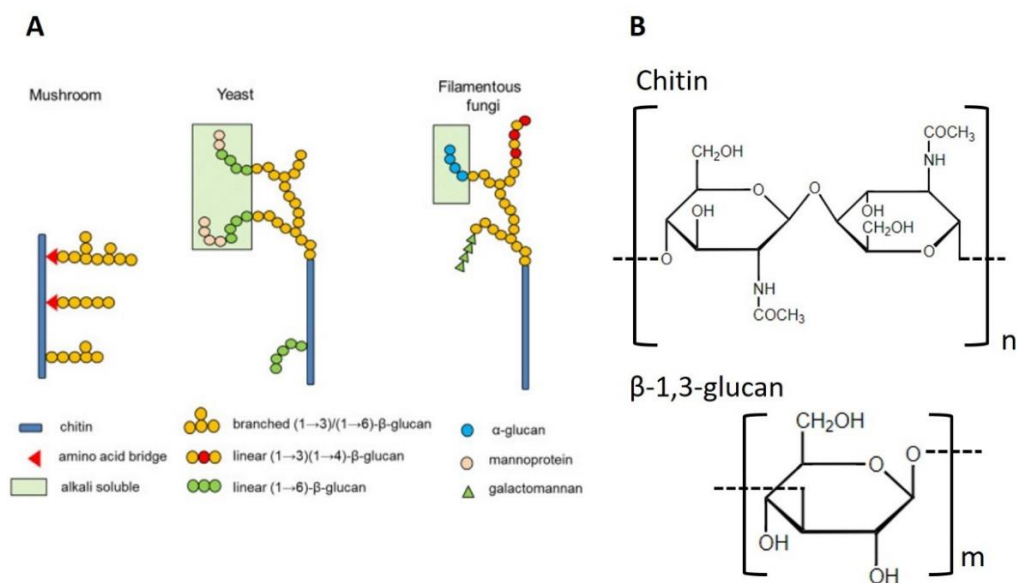 A
Mushroom
Yeast
Filamentous
fungi
chitin
amino acid bridge
alkali soluble
branched (1→3)/(1→6)-β-glucan
linear (1→3)(1→4)-β-glucan
linear (1→6)-β-glucan
α-glucan
mannoprotein
galactomannan
B
Chitin
CH₂OH
O
OH
O
NH
COCH₃
O
COCH₃
NH
OH
CH₂OH
O
n
β-1,3-glucan
CH₂OH
O
O
OH
OH
m